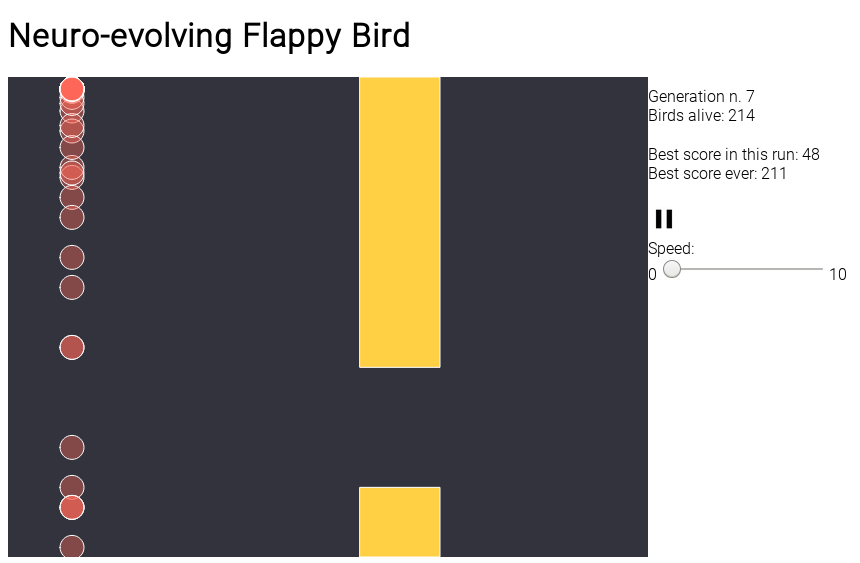 Neuro-evolving Flappy Bird
Generation n. 7
Birds alive: 214
Best score in this run: 48
Best score ever: 211
Speed:
0 10